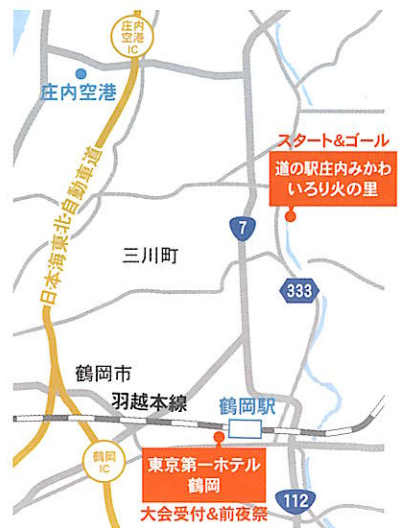 庄内
空港
IC
庄内空港
日本海東北自動車道
スタート&ゴール
道の駅庄内みかわ
いろり火の里
7
三川町
333
鶴岡市
羽越本線
鶴岡駅
鶴岡
IC
東京第一ホテル
鶴岡
112
大会受付&前夜祭